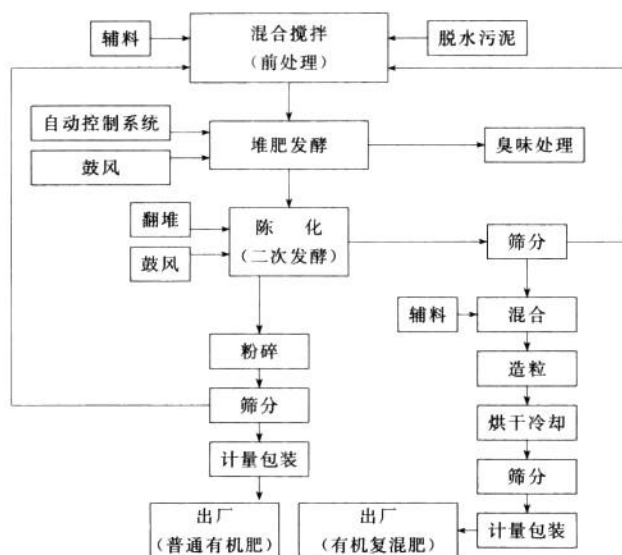 辅料
混合搅拌
(前处理)
脱水污泥
自动控制系统
鼓风
堆肥发酵
臭味处理
翻堆
鼓风
陈 化
(二次发酵)
筛分
辅料
混合
粉碎
造粒
筛分
烘干冷却
计量包装
筛分
出厂
(普通有机肥)
出厂
(有机复混肥)
计量包装